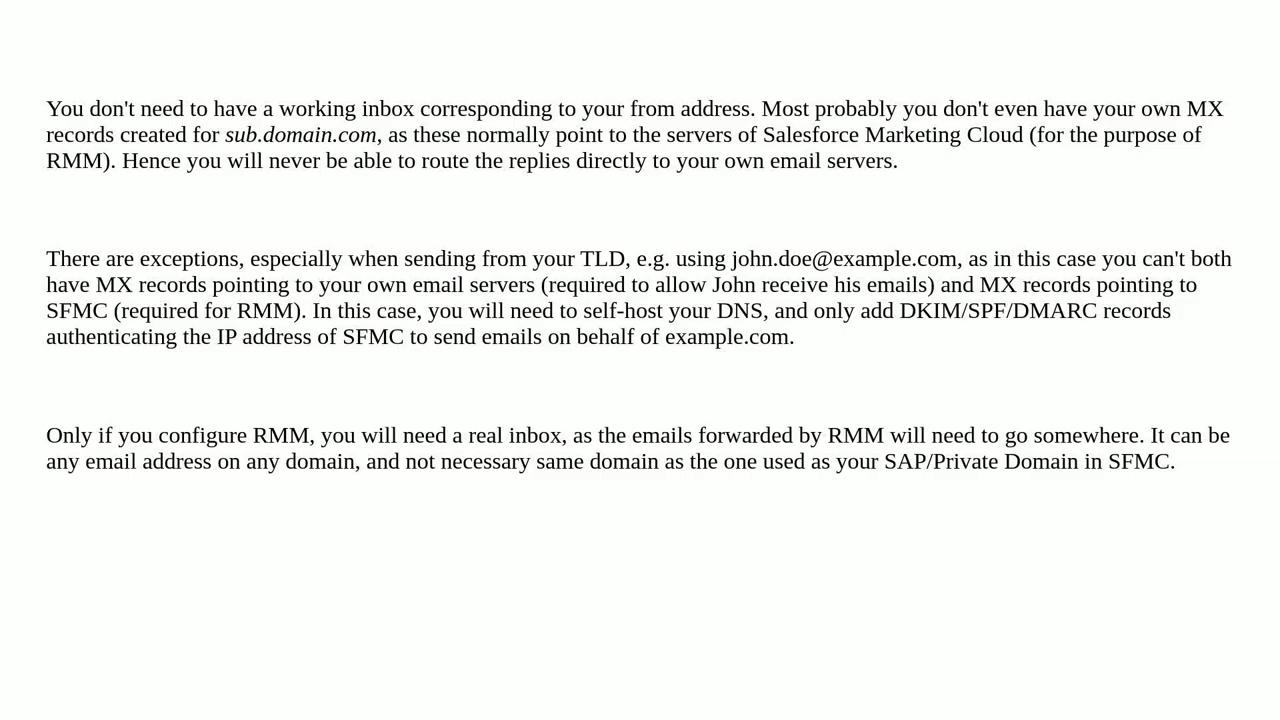 You don't need to have a working inbox corresponding to your from address. Most probably you don't even have your own MX
records created for sub.domain.com, as these normally point to the servers of Salesforce Marketing Cloud (for the purpose of
RMM). Hence you will never be able to route the replies directly to your own email servers.
There are exceptions, especially when sending from your TLD, e.g. using john.doe@example.com, as in this case you can't both
have MX records pointing to your own email servers (required to allow John receive his emails) and MX records pointing to
SFMC (required for RMM). In this case, you will need to self-host your DNS, and only add DKIM/SPF/DMARC records
authenticating the IP address of SFMC to send emails on behalf of example.com.
Only if you configure RMM, you will need a real inbox, as the emails forwarded by RMM will need to go somewhere. It can be
any email address on any domain, and not necessary same domain as the one used as your SAP/Private Domain in SFMC.